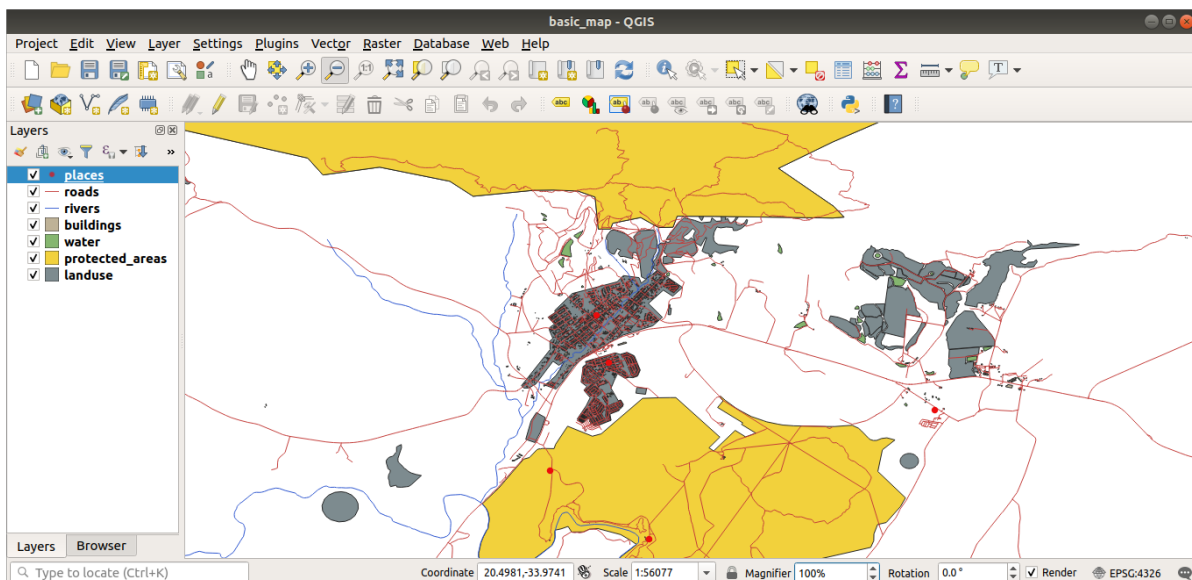 basic_map - QGIS
Project Edit View Layer Settings Plugins Vector Raster Database Web Help
Layers
places
roads
rivers
buildings
water
protected_areas
landuse
Layers Browser
Type to locate (Ctrl+K) Coordinate 20.4981,-33.9741 Scale 1:56077 Magnifier 100% Rotation 0.0 ° Render EPSG:4326